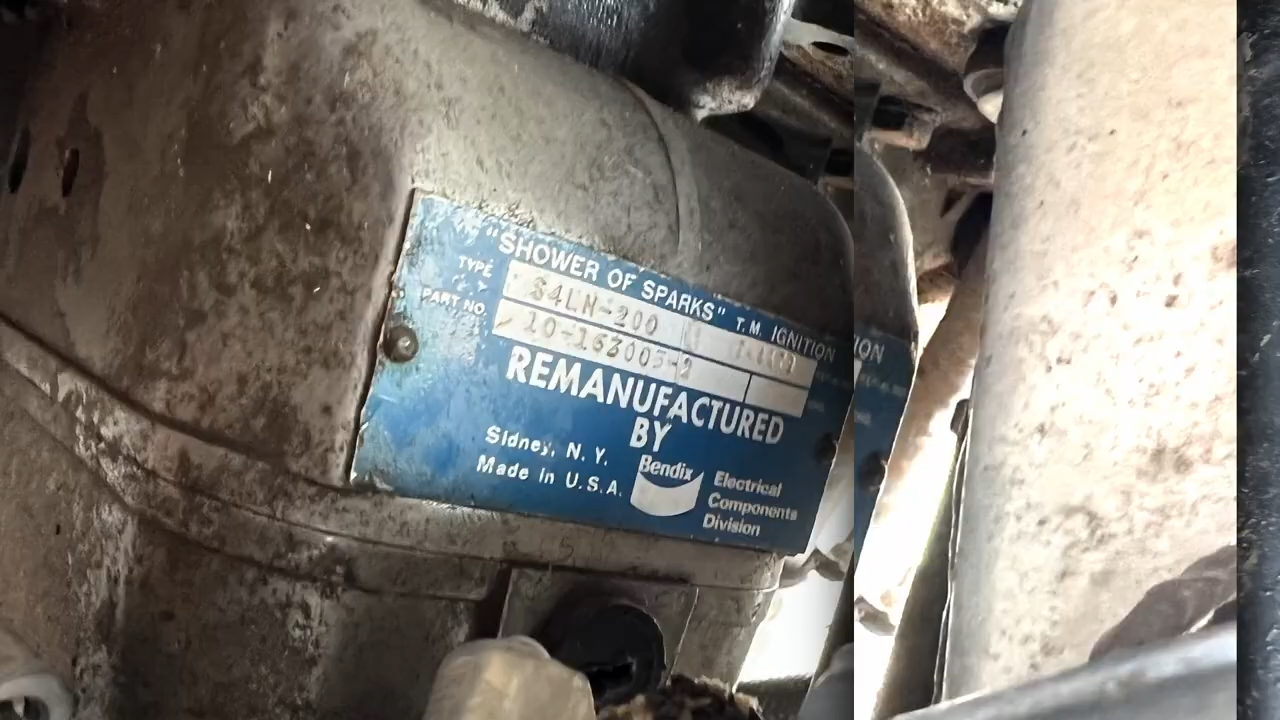 "SHOWER OF SPARKS" T.M. IGNITION
TYPE S4LN-200
PART NO. 10-163005-2
REMANUFACTURED
BY
Sidney, N. Y.
Made in U.S.A.
Bendix
Electrical
Components
Division
ION